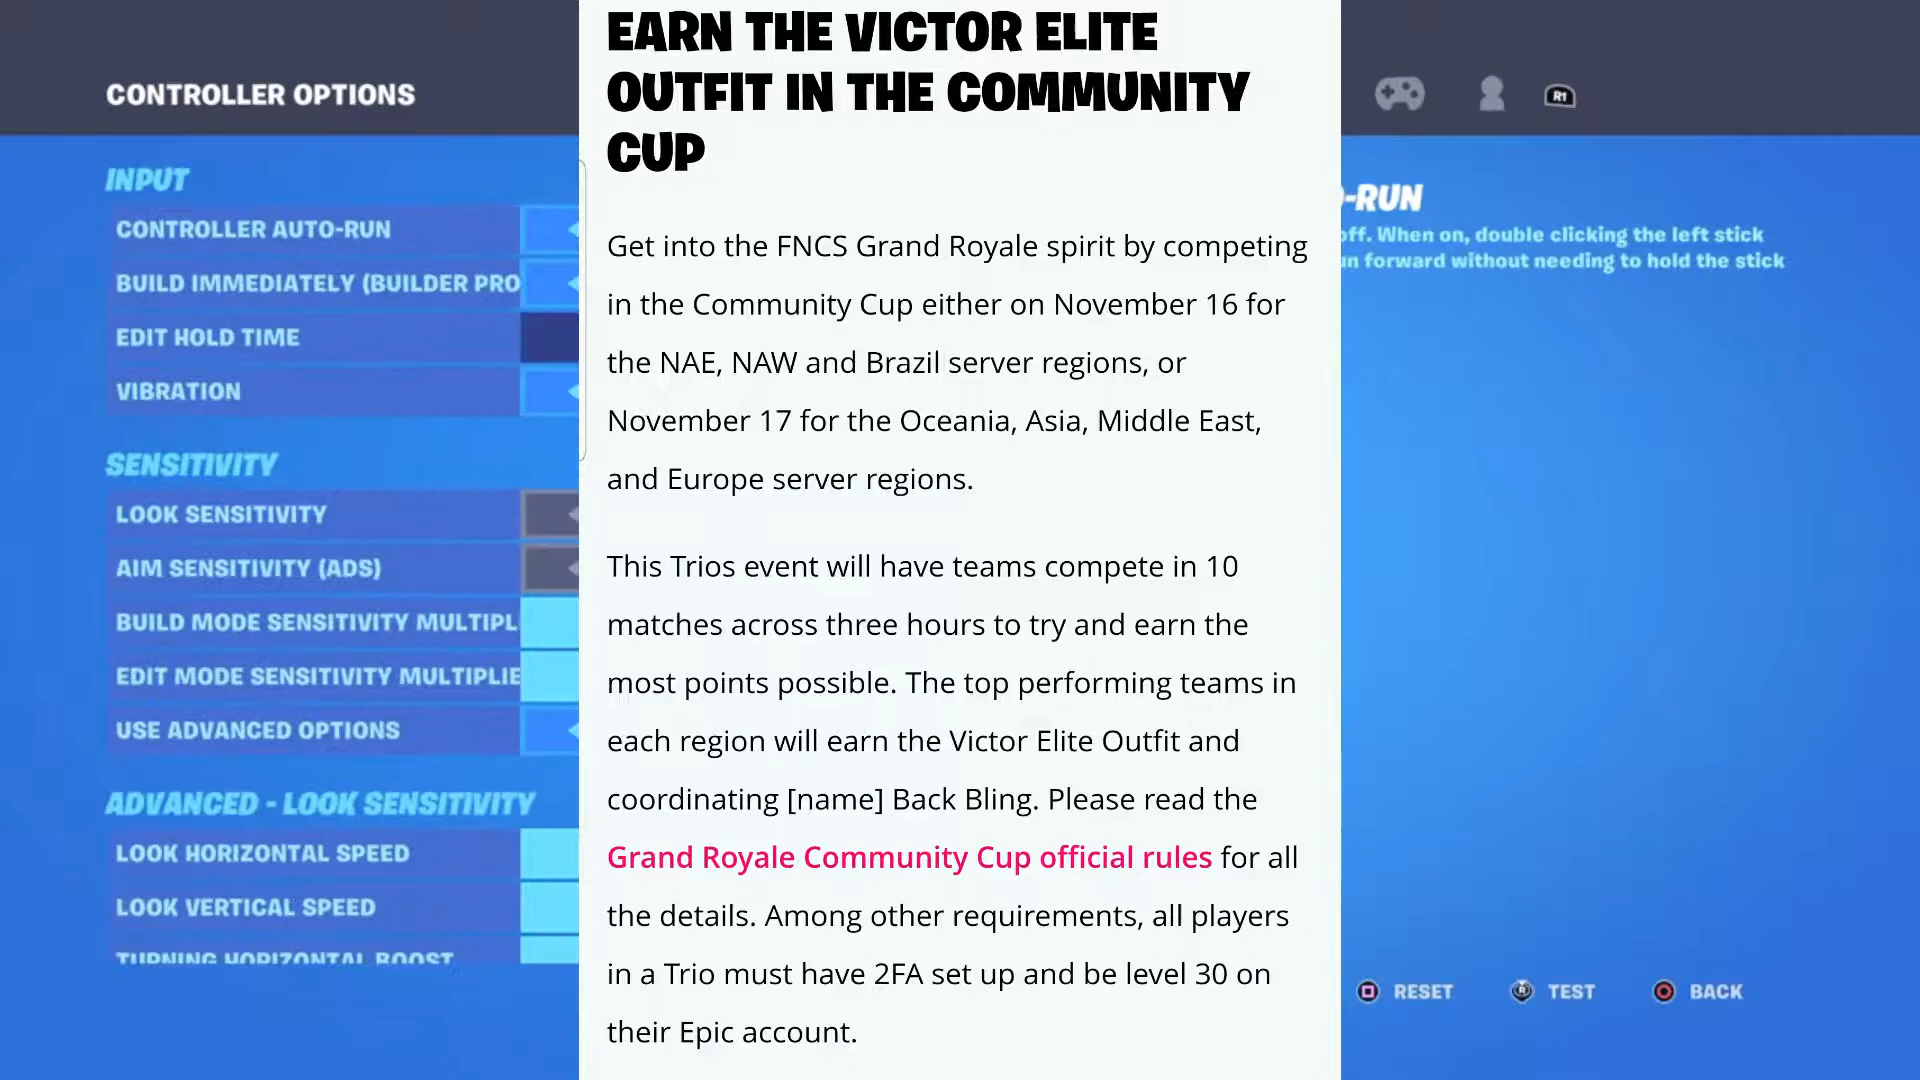 CONTROLLER OPTIONS
INPUT
CONTROLLER AUTO-RUN
BUILD IMMEDIATELY (BUILDER PRO
EDIT HOLD TIME
VIBRATION
SENSITIVITY
LOOK SENSITIVITY
AIM SENSITIVITY (ADS)
BUILD MODE SENSITIVITY MULTIPL
EDIT MODE SENSITIVITY MULTIPLIE
USE ADVANCED OPTIONS
ADVANCED - LOOK SENSITIVITY
LOOK HORIZONTAL SPEED
LOOK VERTICAL SPEED
TURNING HORIZONTAL BOOST
EARN THE VICTOR ELITE
OUTFIT IN THE COMMUNITY
CUP
Get into the FNCS Grand Royale spirit by competing
in the Community Cup either on November 16 for
the NAE, NAW and Brazil server regions, or
November 17 for the Oceania, Asia, Middle East,
and Europe server regions.
This Trios event will have teams compete in 10
matches across three hours to try and earn the
most points possible. The top performing teams in
each region will earn the Victor Elite Outfit and
coordinating [name] Back Bling. Please read the
Grand Royale Community Cup official rules for all
the details. Among other requirements, all players
in a Trio must have 2FA set up and be level 30 on
their Epic account.
R1
-RUN
ff. When on, double clicking the left stick
n forward without needing to hold the stick
RESET
TEST
BACK